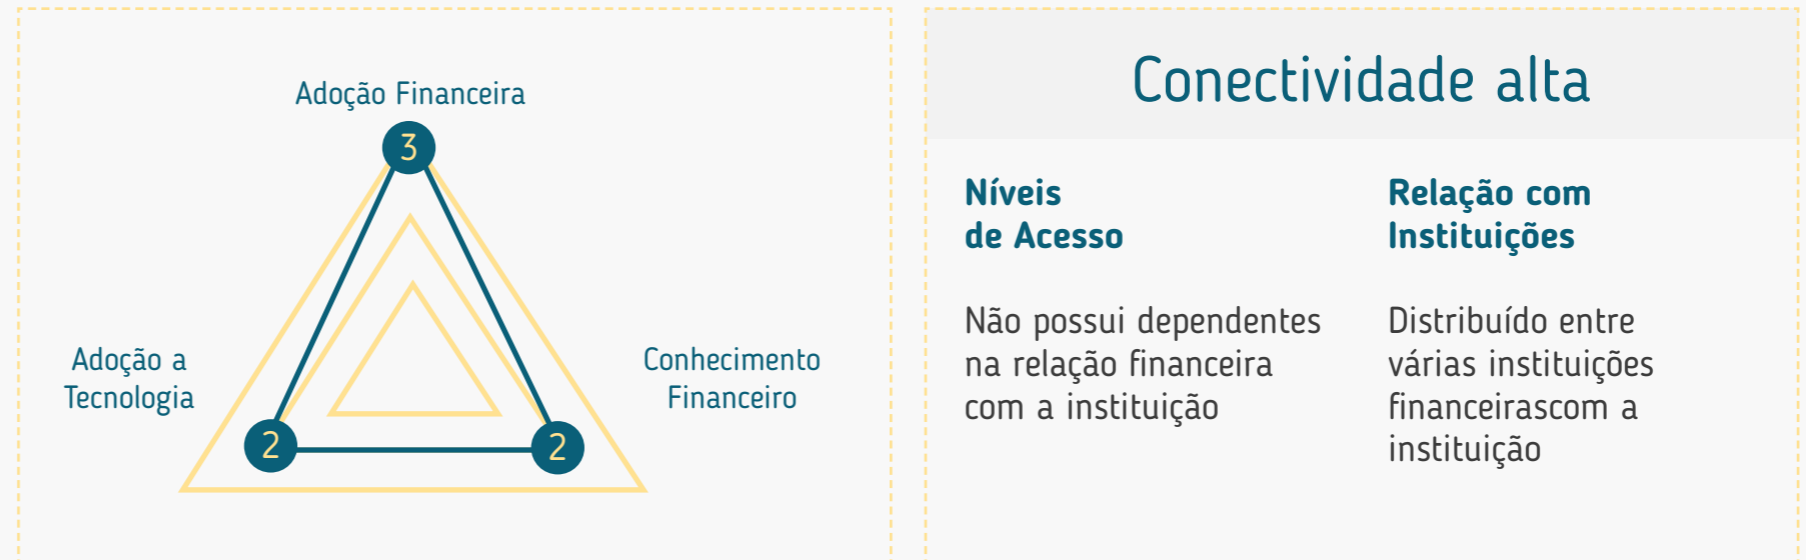 Adoção Financeira
3
Adoção a
Tecnologia
Conhecimento
Financeiro
2
2
Conectividade alta
Níveis
de Acesso
Não possui dependentes
na relação financeira
com a instituição
Relação com
Instituições
Distribuído entre
várias instituições
financeirascom a
instituição